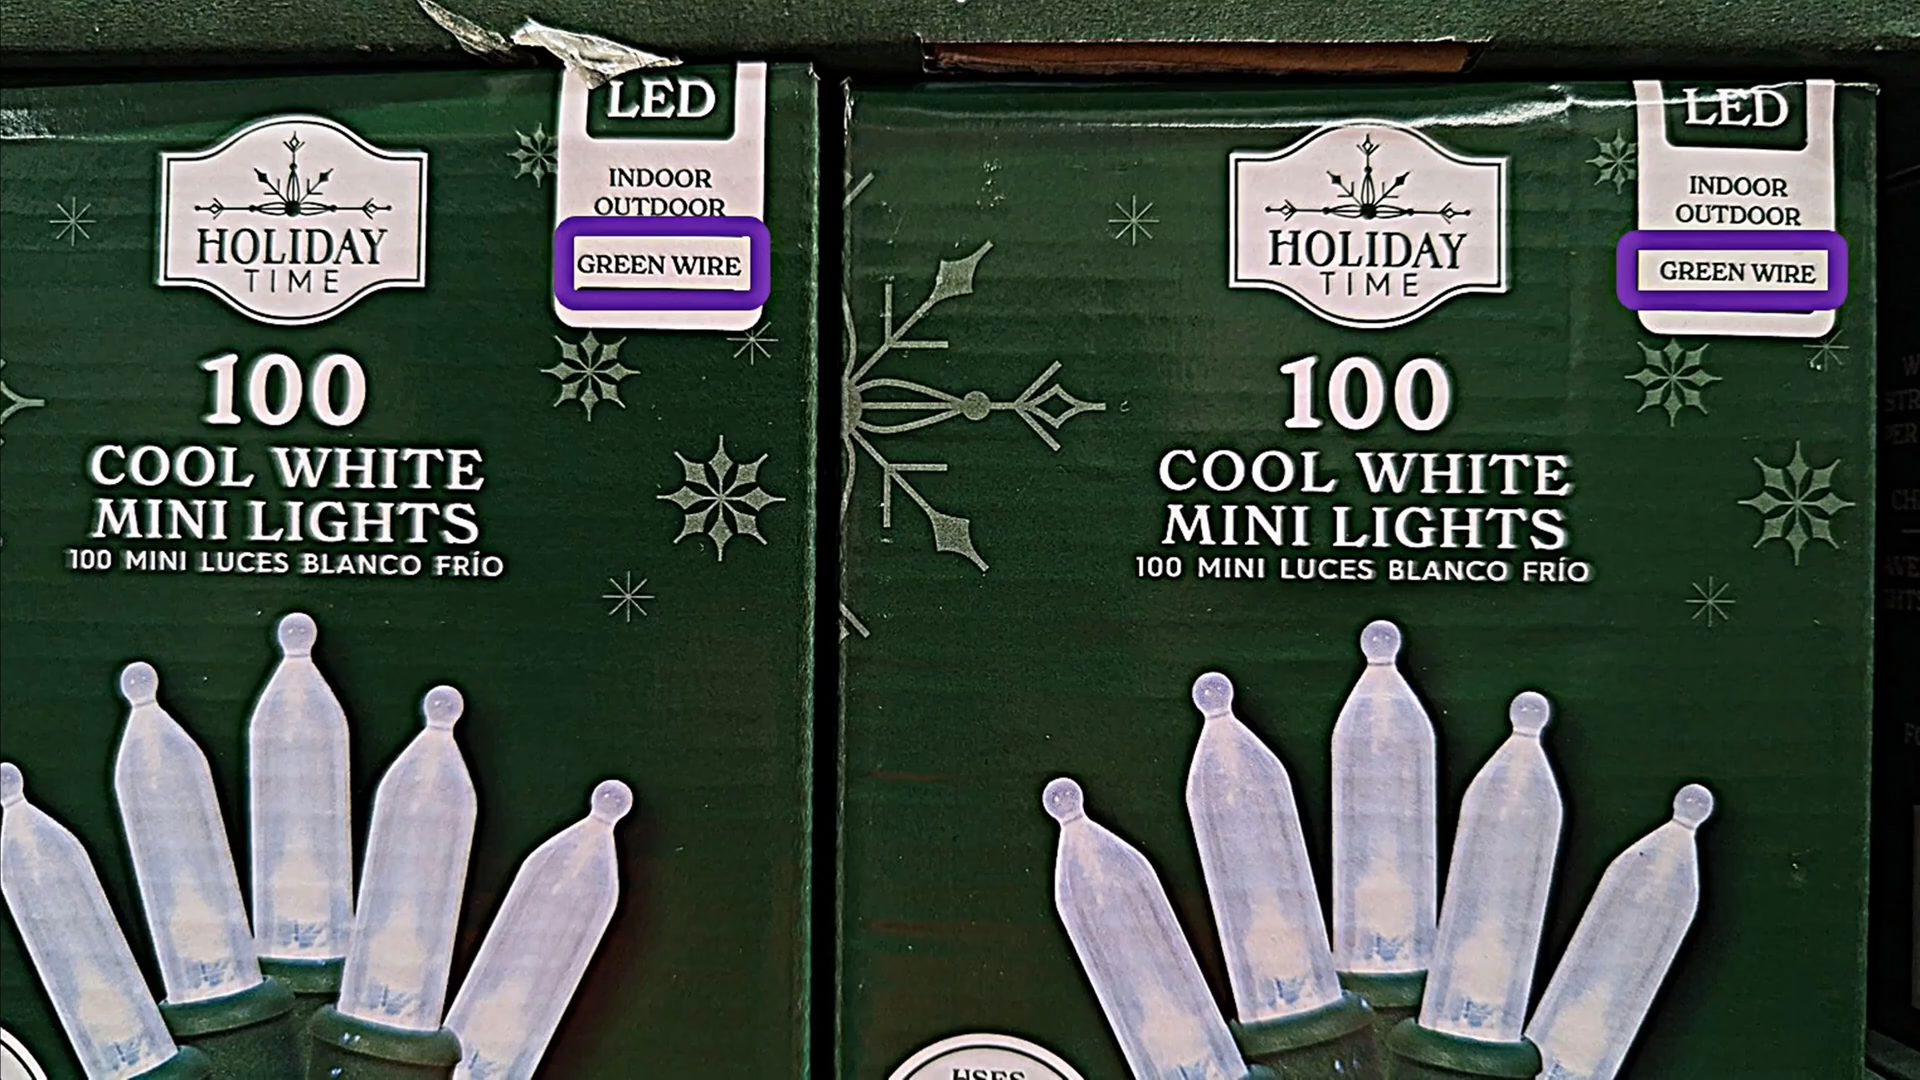 LED
INDOOR
OUTDOOR
GREEN WIRE
HOLIDAY
TIME
100
COOL WHITE
MINI LIGHTS
100 MINI LUCES BLANCO FRÍO
LED
INDOOR
OUTDOOR
GREEN WIRE
HOLIDAY
TIME
100
COOL WHITE
MINI LIGHTS
100 MINI LUCES BLANCO FRÍO
USES